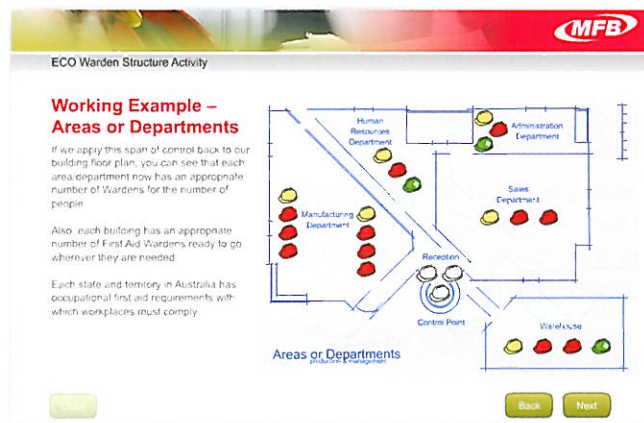 MFB
ECO Warden Structure Activity
Working Example –
Areas or Departments
If we apply this span of control back to our
building floor plan, you can see that each
area/department now has an appropriate
number of Wardens for the number of
people
Also each building has an appropriate
number of First Aid Wardens ready to go
wherever they are needed
Each state and territory in Australia has
occupational first aid requirements with
which workplaces must comply
Human
Resources
Department
Administration
Department
Sales
Department
Manufacturing
Department
Reception
Control Point
Warehouse
Areas or Departments
production & management
Back
Next